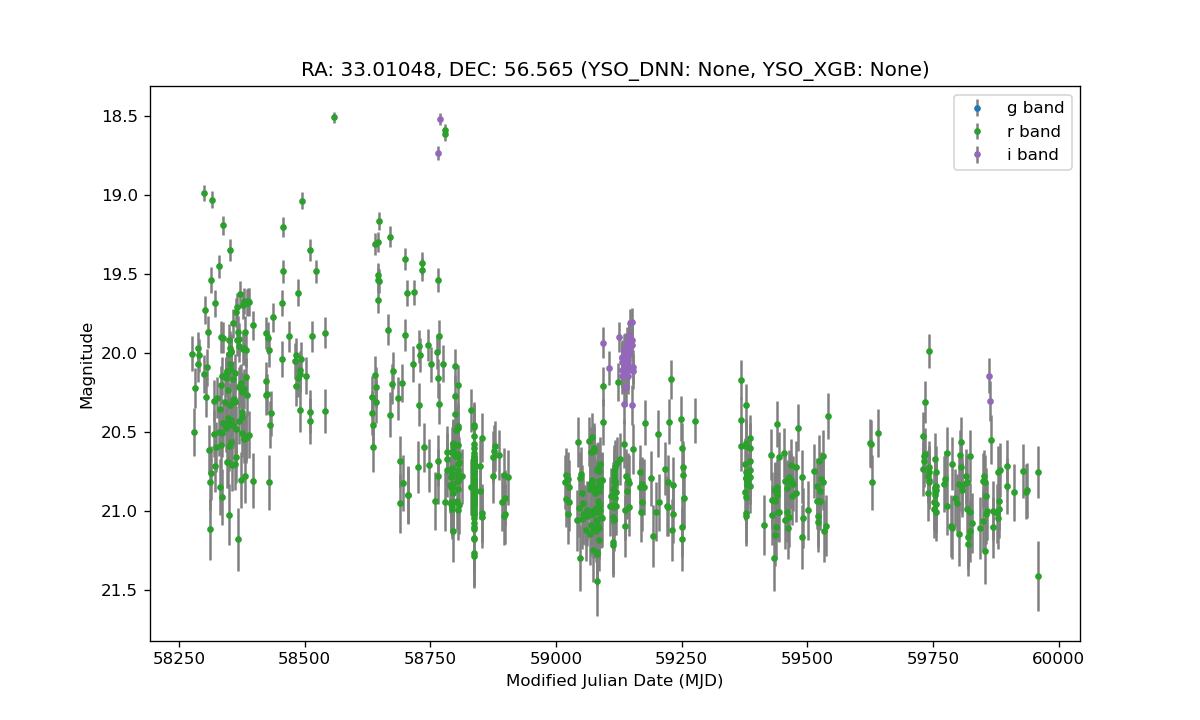 RA: 33.01048, DEC: 56.565 (YSO_DNN: None, YSO_XGB: None)
g band
r band
i band
18.5
19.0
19.5
20.0
20.5
21.0
21.5
Magnitude
58250 58500 58750 59000 59250 59500 59750 60000
Modified Julian Date (MJD)